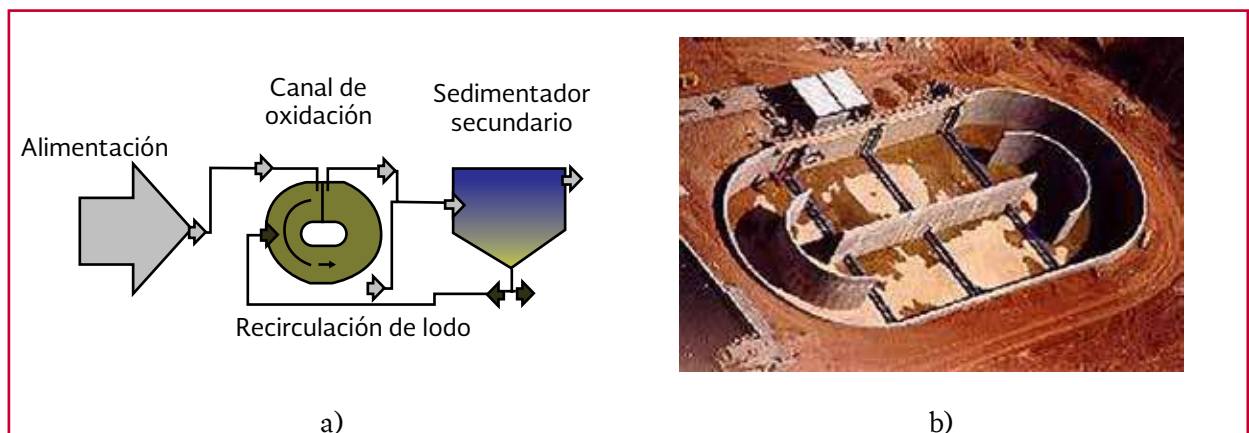 Canal de
oxidación
Sedimentador
secundario
Alimentación
Recirculación de lodo
a)
b)